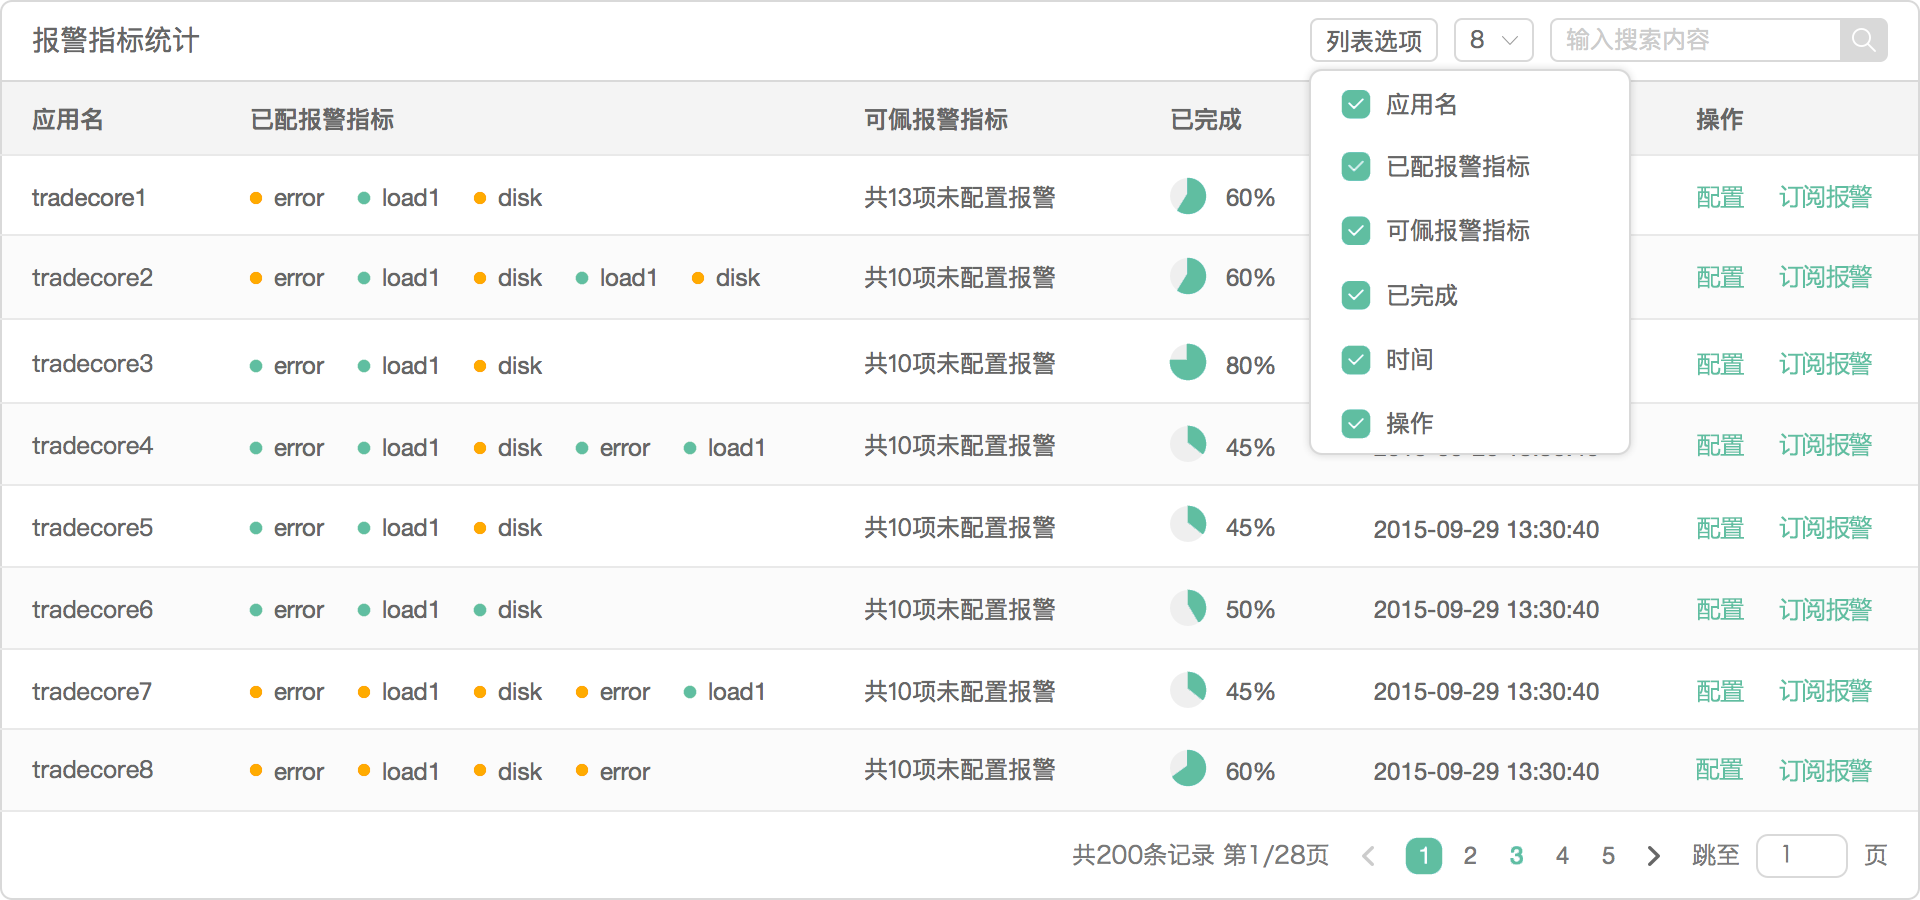 报警指标统计 列表选项 8 输入搜索内容
应用名 已配报警指标 可佩报警指标 已完成 操作
应用名
已配报警指标
可佩报警指标
已完成
时间
操作
tradecore1 error load1 disk 共13项未配置报警 60% 配置 订阅报警
tradecore2 error load1 disk load1 disk 共10项未配置报警 60% 配置 订阅报警
tradecore3 error load1 disk 共10项未配置报警 80% 配置 订阅报警
tradecore4 error load1 disk error load1 共10项未配置报警 45% 配置 订阅报警
tradecore5 error load1 disk 共10项未配置报警 45% 2015-09-29 13:30:40 配置 订阅报警
tradecore6 error load1 disk 共10项未配置报警 50% 2015-09-29 13:30:40 配置 订阅报警
tradecore7 error load1 disk error load1 共10项未配置报警 45% 2015-09-29 13:30:40 配置 订阅报警
tradecore8 error load1 disk error 共10项未配置报警 60% 2015-09-29 13:30:40 配置 订阅报警
共200条记录 第1/28页 1 2 3 4 5 跳至 1 页